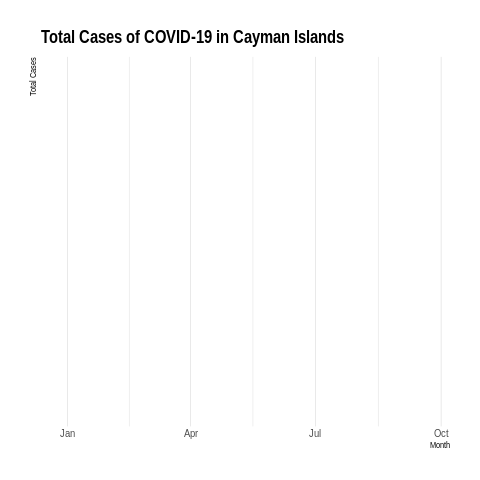 Total Cases of COVID-19 in Cayman Islands
Total Cases
Jan Apr Jul Oct
Month